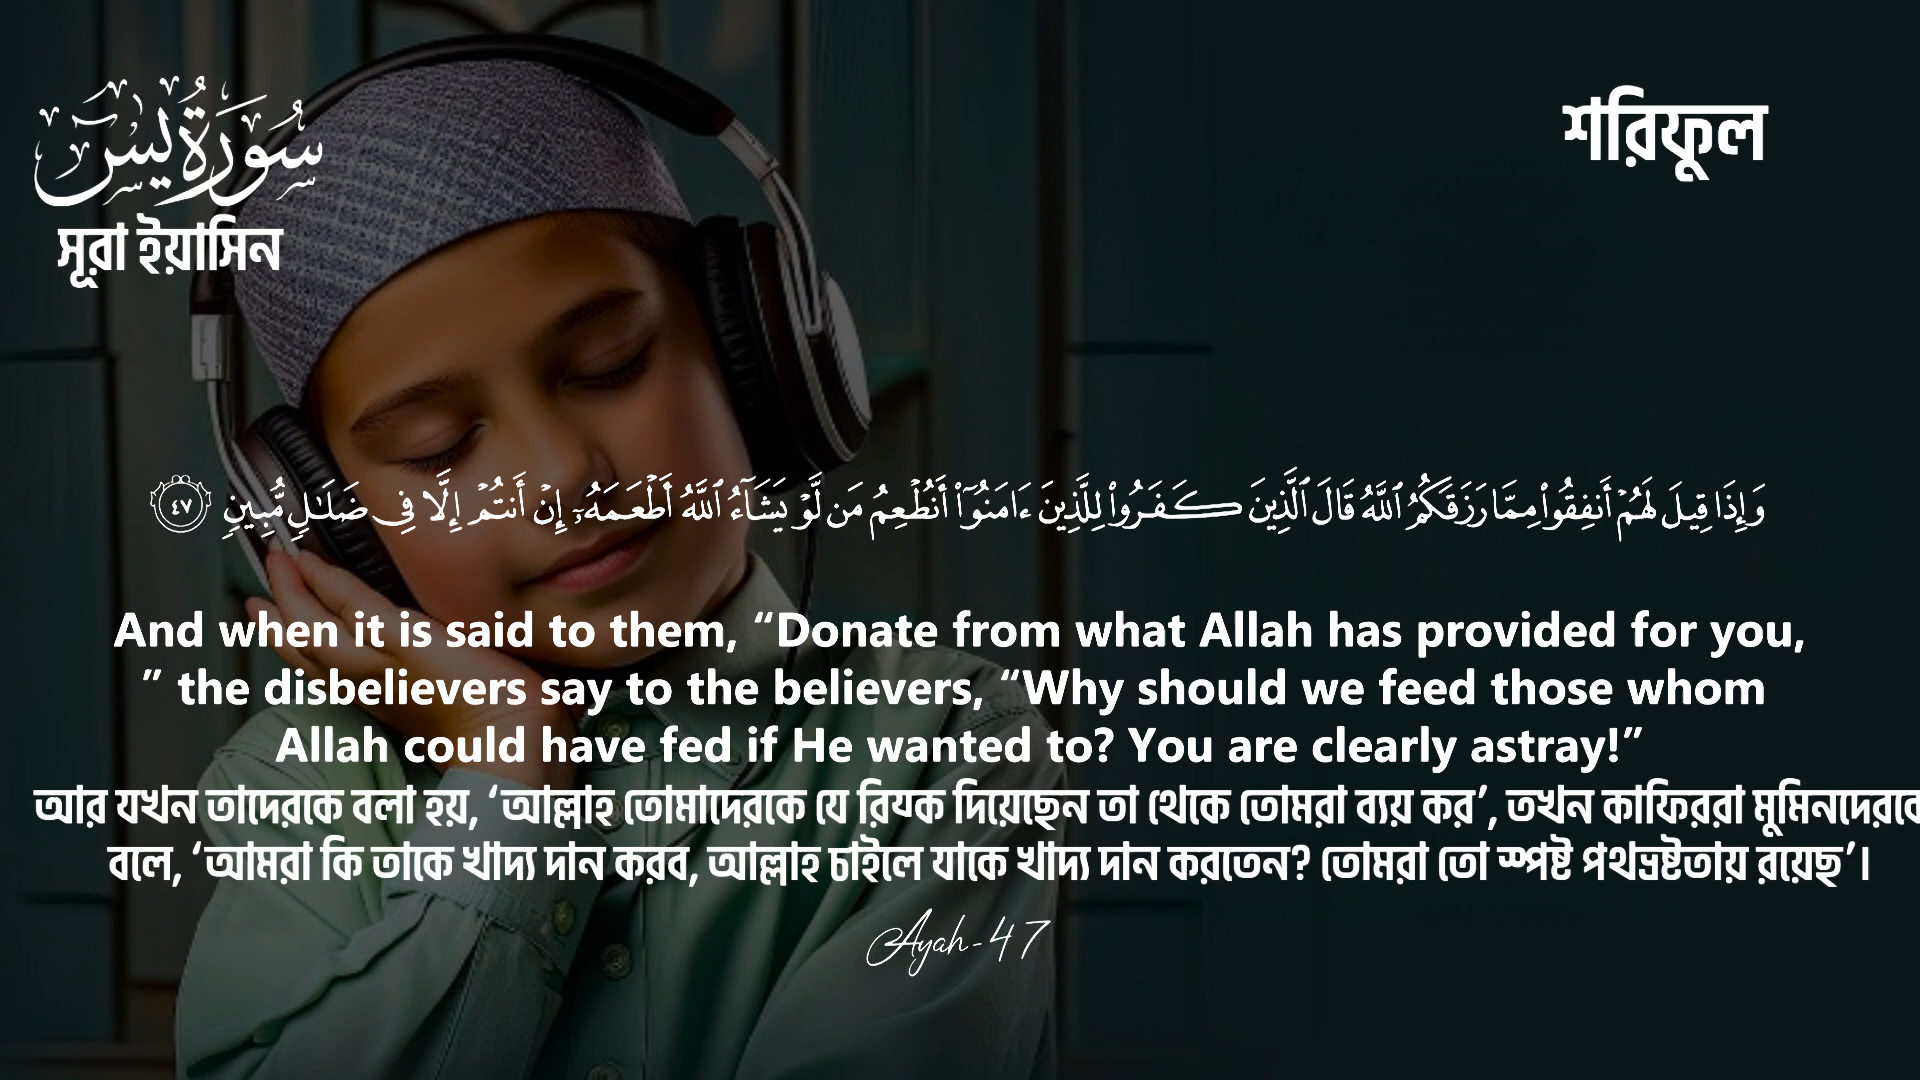 سُورَةُ يسٓ
সূরা ইয়াসিন
শরিফুল
وَإِذَا قِيلَ لَهُمْ أَنفِقُوا۟ مِمَّا رَزَقَكُمُ ٱللَّهُ قَالَ ٱلَّذِينَ كَفَرُوا۟ لِلَّذِينَ ءَامَنُوٓا۟ أَنُطْعِمُ مَن لَّوْ يَشَآءُ ٱللَّهُ أَطْعَمَهُۥٓ إِنْ أَنتُمْ إِلَّا فِى ضَلَـٰلٍ مُّبِينٍ ٤٧
And when it is said to them, “Donate from what Allah has provided for you,
” the disbelievers say to the believers, “Why should we feed those whom
Allah could have fed if He wanted to? You are clearly astray!”
আর যখন তাদেরকে বলা হয়, ‘আল্লাহ তোমাদেরকে যে রিযক দিয়েছেন তা থেকে তোমরা ব্যয় কর’, তখন কাফিররা মুমিনদেরকে
বলে, ‘আমরা কি তাকে খাদ্য দান করব, আল্লাহ চাইলে যাকে খাদ্য দান করতেন? তোমরা তো স্পষ্ট পথভ্রষ্টতায় রয়েছ’।
Ayah-47